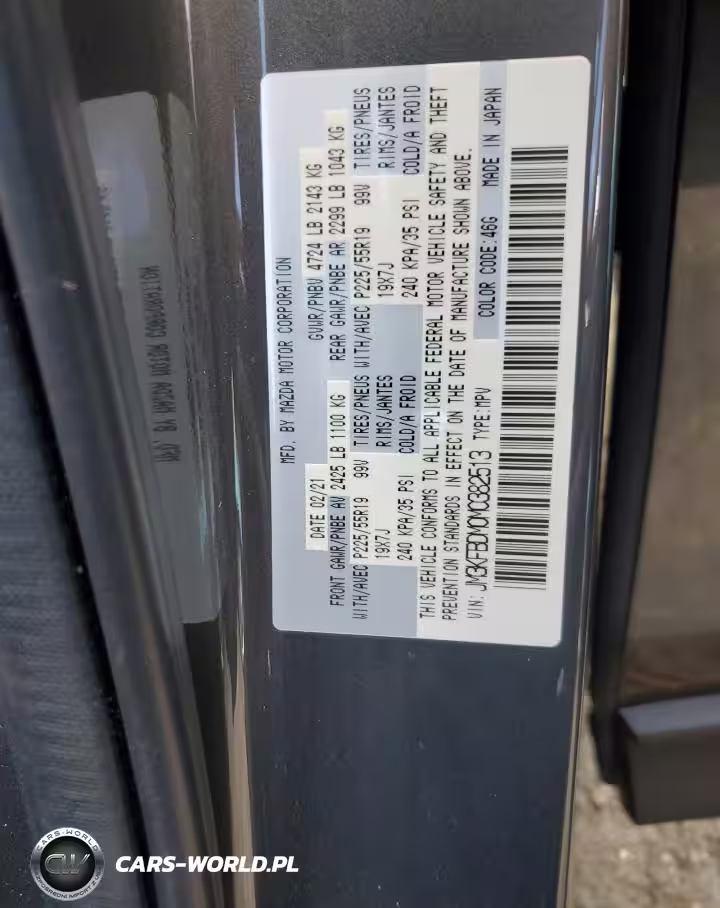 MFD. BY MAZDA MOTOR CORPORATION
DATE 02/21 GVWR/PNBV 4724 LB 2143 KG
FRONT GAWR/PNBE AV 2425 LB 1100 KG REAR GAWR/PNBE AR 2299 LB 1043 KG
WITH/AVEC P225/55R19 99V TIRES/PNEUS WITH/AVEC P225/55R19 99V TIRES/PNEUS
19X7J RIMS/JANTES 19X7J RIMS/JANTES
240 KPA/35 PSI COLD/A FROID 240 KPA/35 PSI COLD/A FROID
THIS VEHICLE CONFORMS TO ALL APPLICABLE FEDERAL MOTOR VEHICLE SAFETY AND THEFT
PREVENTION STANDARDS IN EFFECT ON THE DATE OF MANUFACTURE SHOWN ABOVE.
VIN: JM3KFBDY0M0382513 TYPE:MPV COLOR CODE:46G MADE IN JAPAN
CARS-WORLD
CW
CARS-WORLD.PL